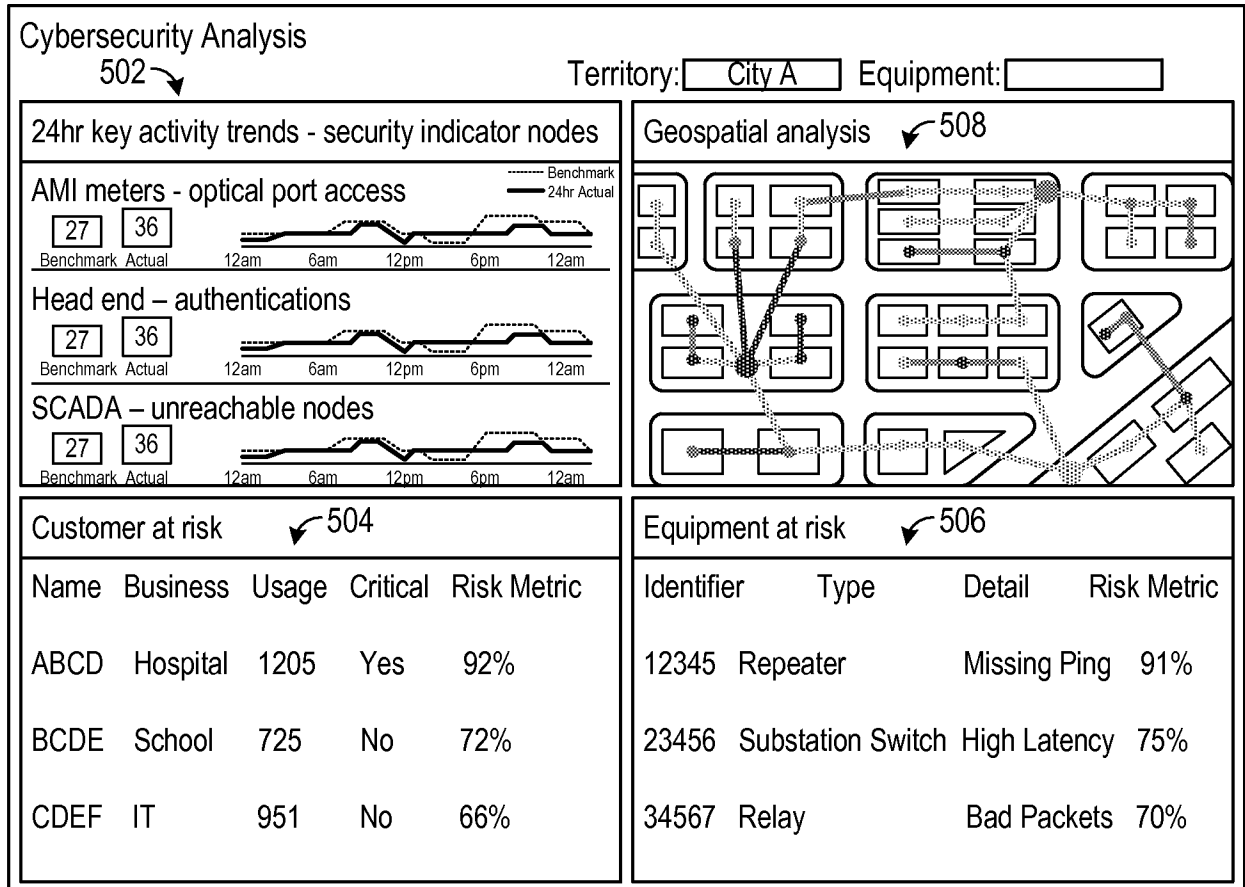 Cybersecurity Analysis
502
Territory: City A Equipment:
24hr key activity trends - security indicator nodes
Benchmark
24hr Actual
AMI meters - optical port access
27 36
Benchmark Actual
12am 6am 12pm 6pm 12am
Head end – authentications
27 36
Benchmark Actual
12am 6am 12pm 6pm 12am
SCADA – unreachable nodes
27 36
Benchmark Actual
12am 6am 12pm 6pm 12am
Geospatial analysis 508
Customer at risk 504
Name Business Usage Critical Risk Metric
ABCD Hospital 1205 Yes 92%
BCDE School 725 No 72%
CDEF IT 951 No 66%
Equipment at risk 506
Identifier Type Detail Risk Metric
12345 Repeater Missing Ping 91%
23456 Substation Switch High Latency 75%
34567 Relay Bad Packets 70%